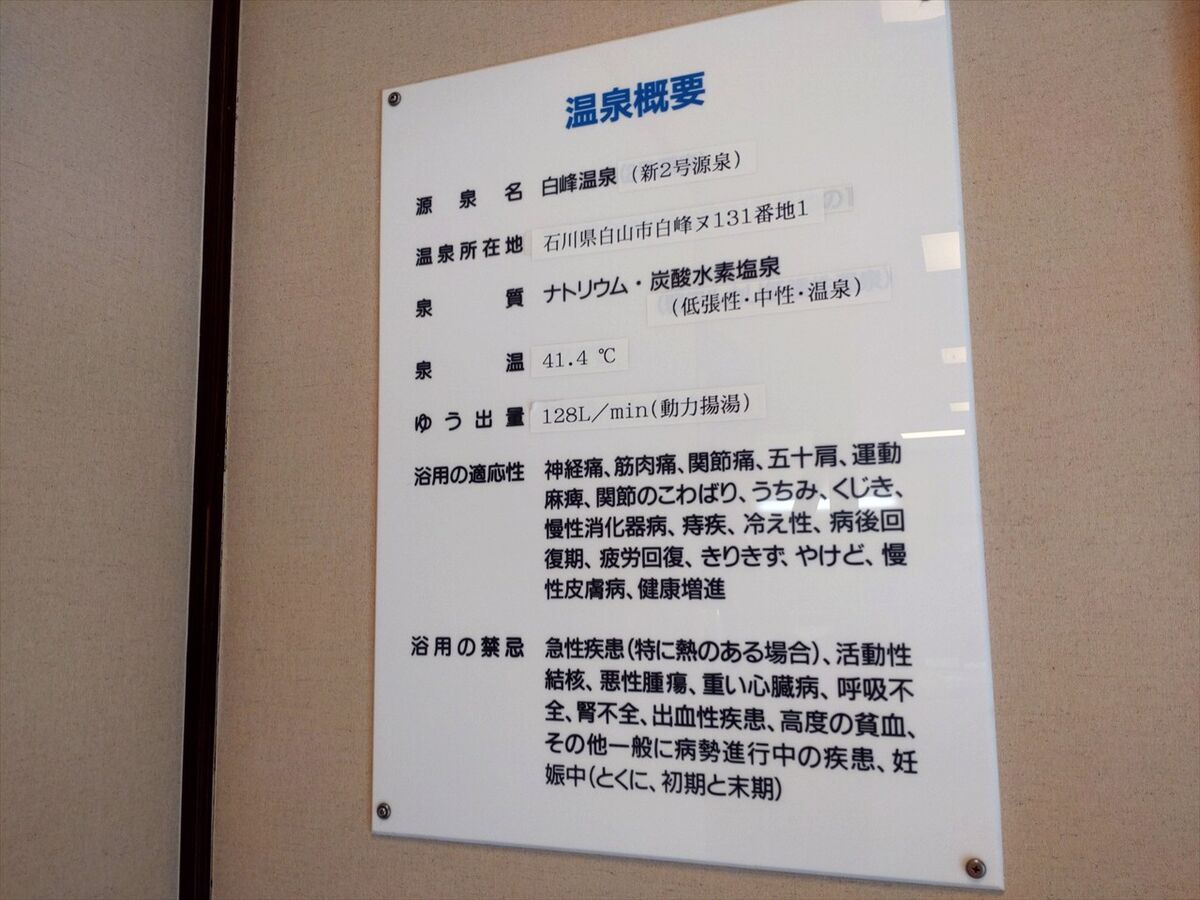 温泉概要
源泉名 白峰温泉(新2号源泉)
温泉所在地 石川県白山市白峰ヌ131番地1
泉質 ナトリウム・炭酸水素塩泉
(低張性・中性・温泉)
泉温 41.4 ℃
ゆう出量 128L/min(動力揚湯)
浴用の適応性 神経痛、筋肉痛、関節痛、五十肩、運動
麻痺、関節のこわばり、うちみ、くじき、
慢性消化器病、痔疾、冷え性、病後回
復期、疲労回復、きりきず、やけど、慢
性皮膚病、健康増進
浴用の禁忌 急性疾患(特に熱のある場合)、活動性
結核、悪性腫瘍、重い心臓病、呼吸不
全、腎不全、出血性疾患、高度の貧血、
その他一般に病勢進行中の疾患、妊
娠中(とくに、初期と末期)